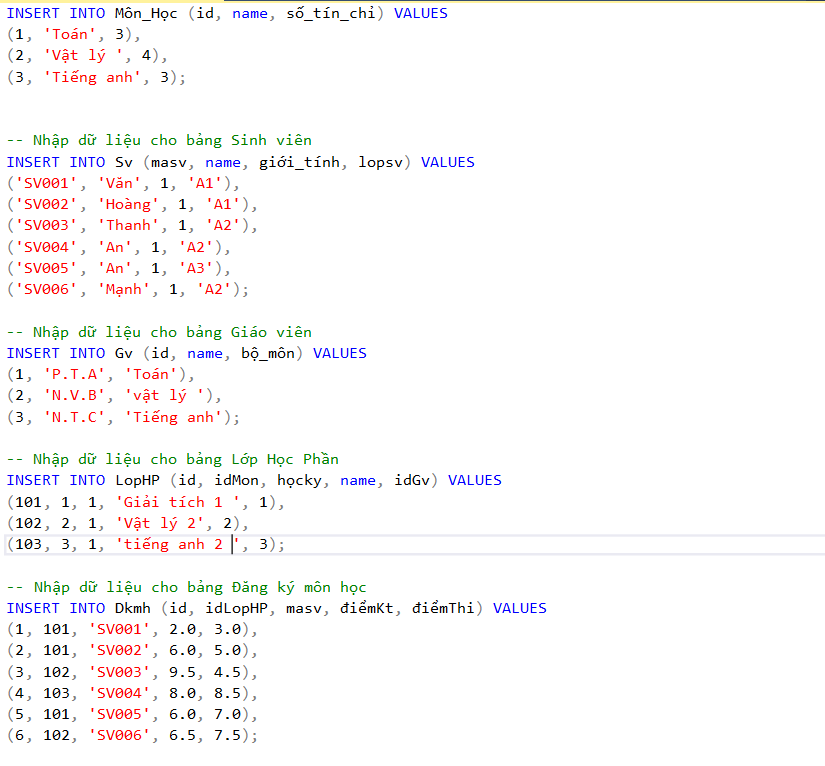 INSERT INTO Môn_Học (id, name, số_tín_chỉ) VALUES
(1, 'Toán', 3),
(2, 'Vật lý ', 4),
(3, 'Tiếng anh', 3);
-- Nhập dữ liệu cho bảng Sinh viên
INSERT INTO Sv (masv, name, giới_tính, lopsv) VALUES
('SV001', 'Văn', 1, 'A1'),
('SV002', 'Hoàng', 1, 'A1'),
('SV003', 'Thanh', 1, 'A2'),
('SV004', 'An', 1, 'A2'),
('SV005', 'An', 1, 'A3'),
('SV006', 'Mạnh', 1, 'A2');
-- Nhập dữ liệu cho bảng Giáo viên
INSERT INTO Gv (id, name, bộ_môn) VALUES
(1, 'P.T.A', 'Toán'),
(2, 'N.V.B', 'vật lý '),
(3, 'N.T.C', 'Tiếng anh');
-- Nhập dữ liệu cho bảng Lớp Học Phần
INSERT INTO LopHP (id, idMon, họcky, name, idGv) VALUES
(101, 1, 1, 'Giải tích 1 ', 1),
(102, 2, 1, 'Vật lý 2', 2),
(103, 3, 1, 'tiếng anh 2 ', 3);
-- Nhập dữ liệu cho bảng Đăng ký môn học
INSERT INTO Dkmh (id, idLopHP, masv, điểmKt, điểmThi) VALUES
(1, 101, 'SV001', 2.0, 3.0),
(2, 101, 'SV002', 6.0, 5.0),
(3, 102, 'SV003', 9.5, 4.5),
(4, 103, 'SV004', 8.0, 8.5),
(5, 101, 'SV005', 6.0, 7.0),
(6, 102, 'SV006', 6.5, 7.5);